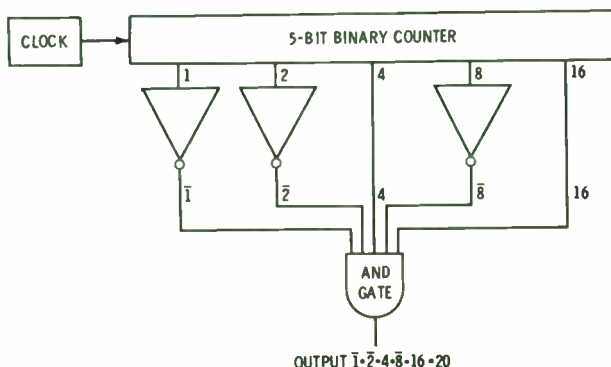 CLOCK
5-BIT BINARY COUNTER
1 2 4 8 16
1̅ 2̅ 4 8̅ 16
AND
GATE
OUTPUT 1̅•2̅•4•8̅•16=20